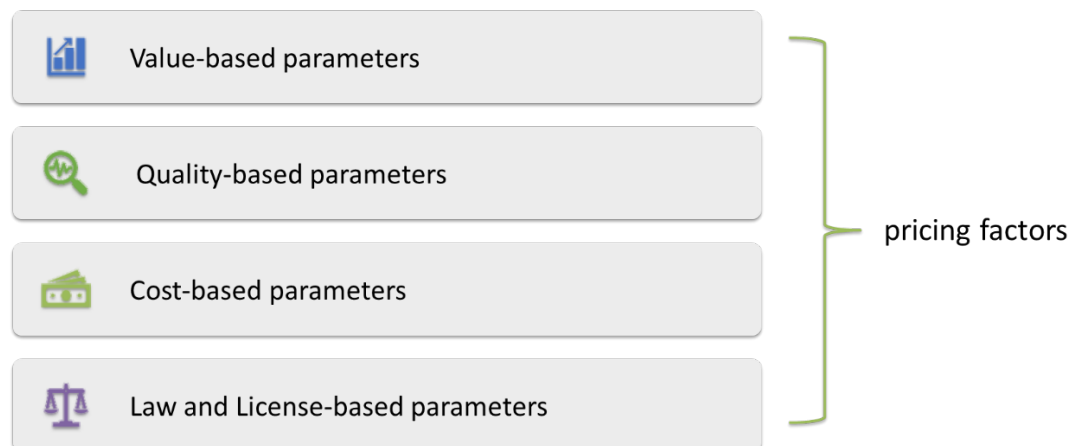 Value-based parameters
Quality-based parameters
pricing factors
Cost-based parameters
Law and License-based parameters